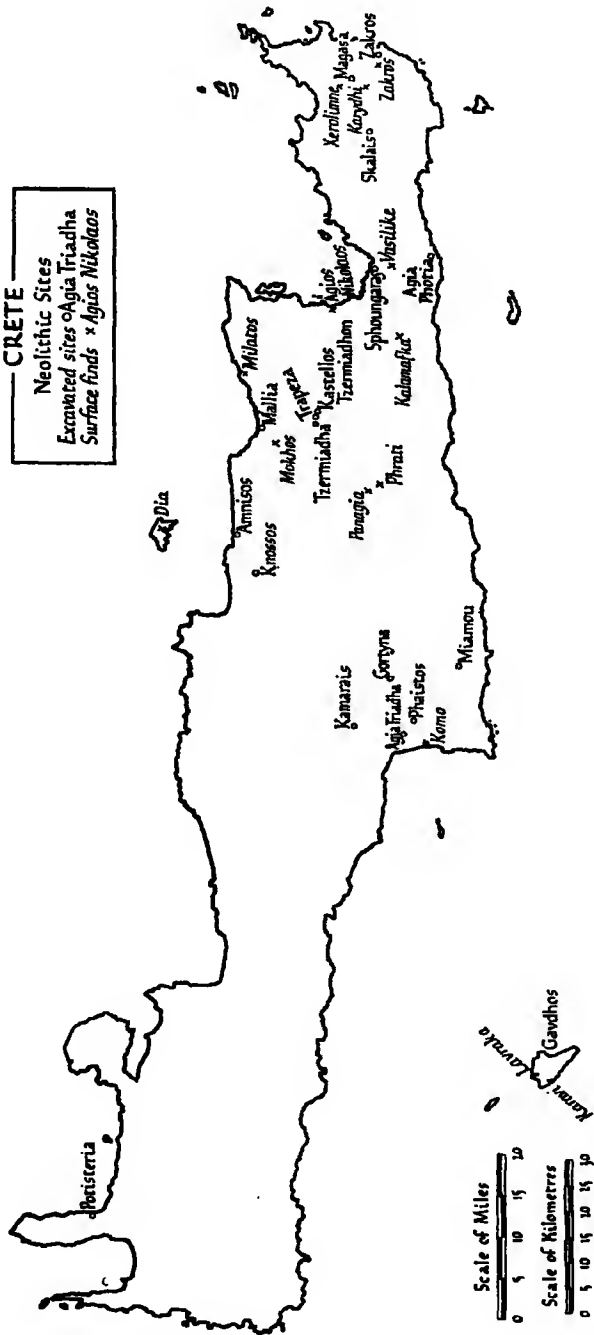 CRETE
Neolithic Sites
Excavated sites o Agia Triadha
Surface finds x Agios Nikolaos
Poristeria
Dia
Amnisos
Knossos
Mallia
Milatos
Mokhos
Trapeza
Kastellos
Tzermiadha
Tzermiadhon
Agios
Nikolaos
Sphoungaras
Vasilike
Agia
Photia
Kalamafka
Panagia
Phrati
Xerolimne
Magasa
Karydhi
Zakros
Zakros
Skalais
Kamarais
Gortyna
Agia Triadha
Phaistos
Komo
Miamou
Lavraka
Gavdhos
Karavi
Scale of Miles
0 5 10 15 20
Scale of Kilometres
0 5 10 15 20 25 30